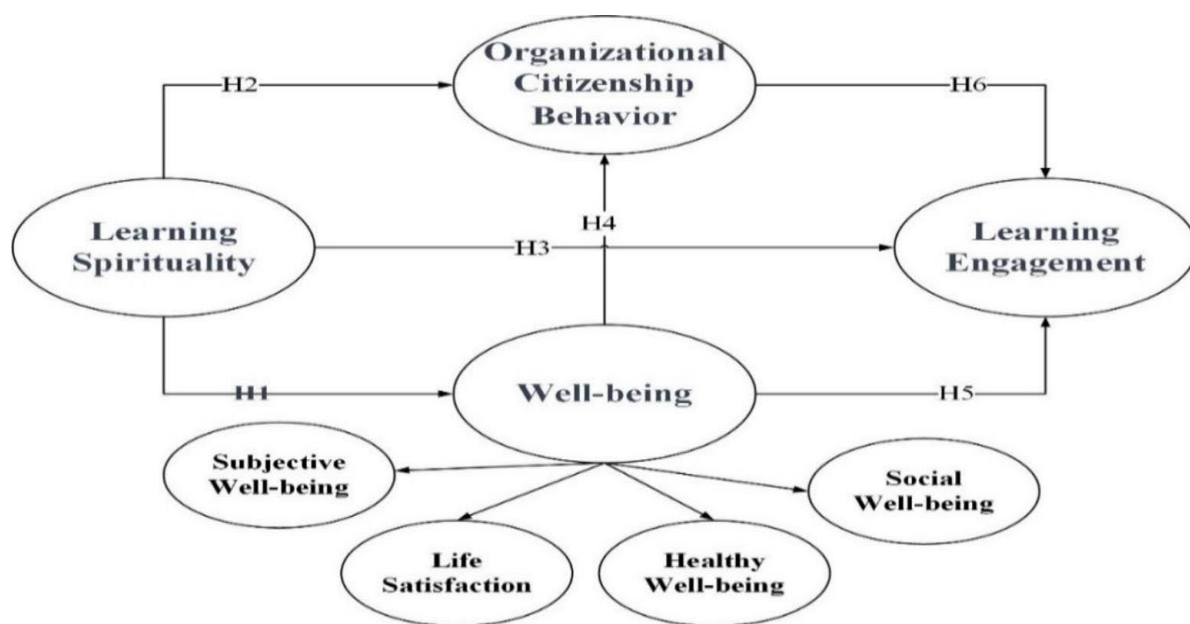 Organizational
Citizenship
Behavior
H2
H6
Learning
Spirituality
H4
H3
Learning
Engagement
H1
Well-being
H5
Subjective
Well-being
Social
Well-being
Life
Satisfaction
Healthy
Well-being